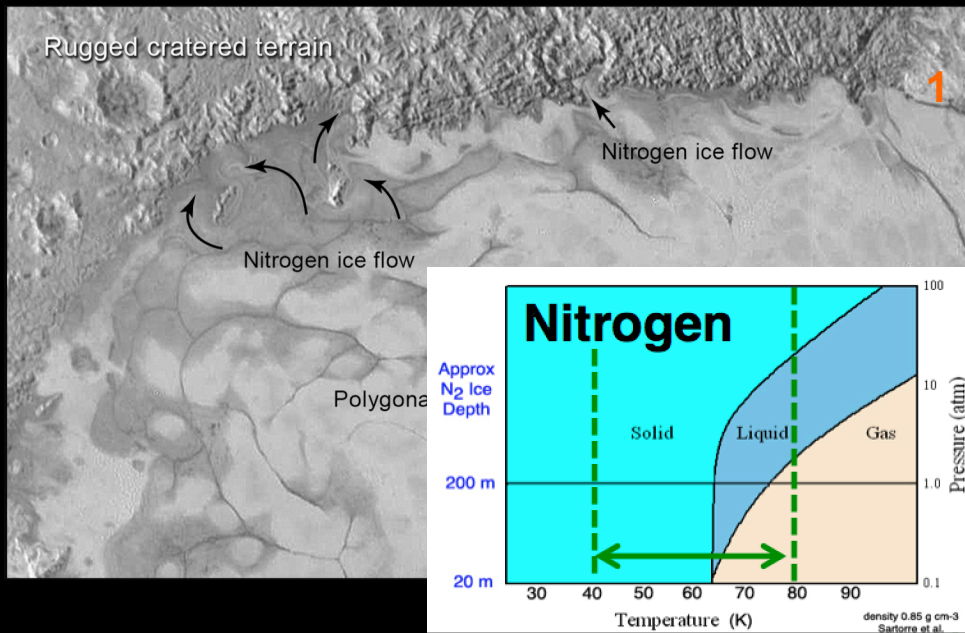 Rugged cratered terrain
1
Nitrogen ice flow
Nitrogen ice flow
Polygona
Nitrogen
Approx
N2 Ice
Depth
200 m
20 m
Solid
Liquid
Gas
100
10
1.0
0.1
Pressure (atm)
30 40 50 60 70 80 90
Temperature (K)
density 0.85 g cm-3
Sartorre et al.